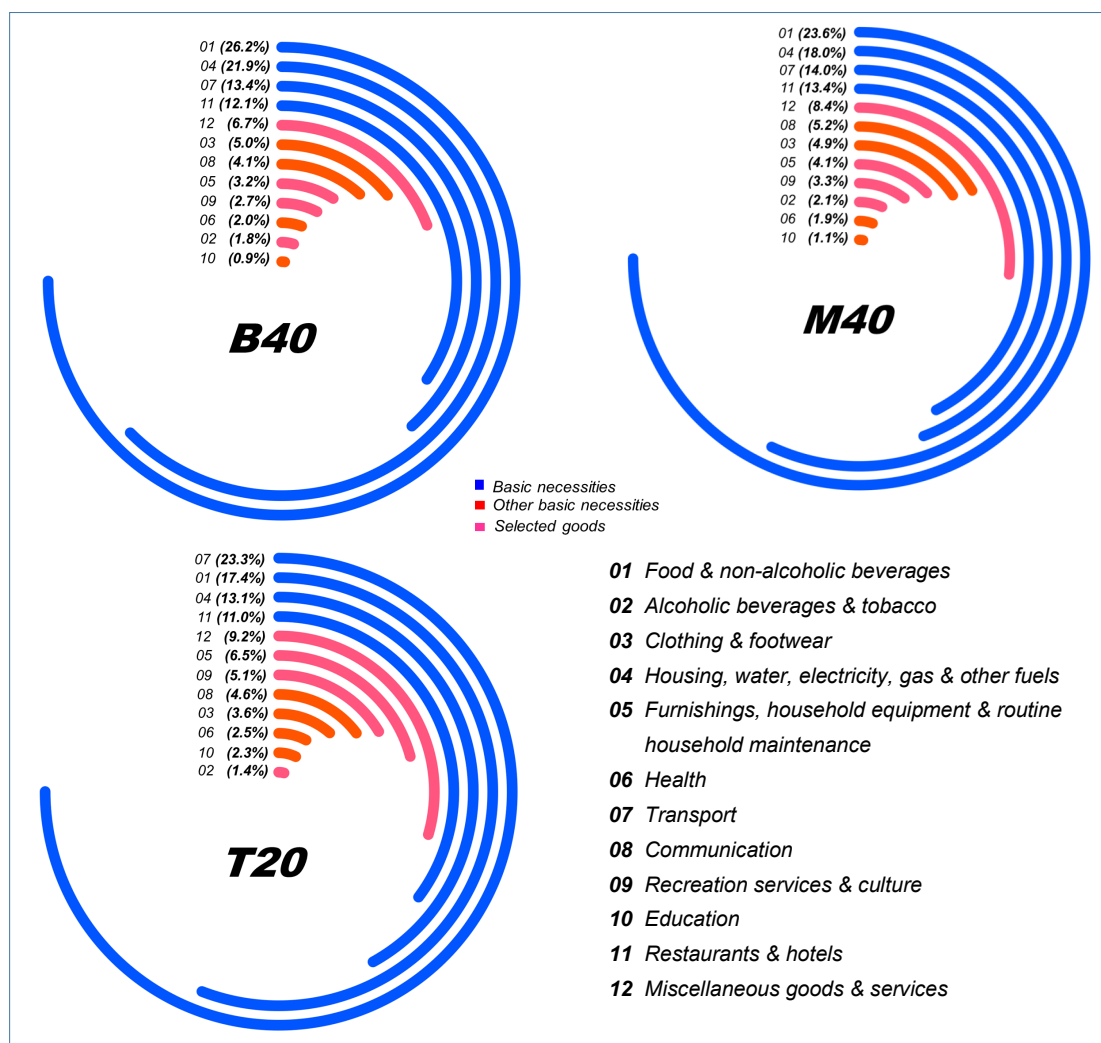 01 (26.2%)
04 (21.9%)
07 (13.4%)
11 (12.1%)
12 (6.7%)
03 (5.0%)
08 (4.1%)
05 (3.2%)
09 (2.7%)
06 (2.0%)
02 (1.8%)
10 (0.9%)
B40
01 (23.6%)
04 (18.0%)
07 (14.0%)
11 (13.4%)
12 (8.4%)
08 (5.2%)
03 (4.9%)
05 (4.1%)
09 (3.3%)
02 (2.1%)
06 (1.9%)
10 (1.1%)
M40
Basic necessities
Other basic necessities
Selected goods
07 (23.3%)
01 (17.4%)
04 (13.1%)
11 (11.0%)
12 (9.2%)
05 (6.5%)
09 (5.1%)
08 (4.6%)
03 (3.6%)
06 (2.5%)
10 (2.3%)
02 (1.4%)
T20
01 Food & non-alcoholic beverages
02 Alcoholic beverages & tobacco
03 Clothing & footwear
04 Housing, water, electricity, gas & other fuels
05 Furnishings, household equipment & routine
household maintenance
06 Health
07 Transport
08 Communication
09 Recreation services & culture
10 Education
11 Restaurants & hotels
12 Miscellaneous goods & services